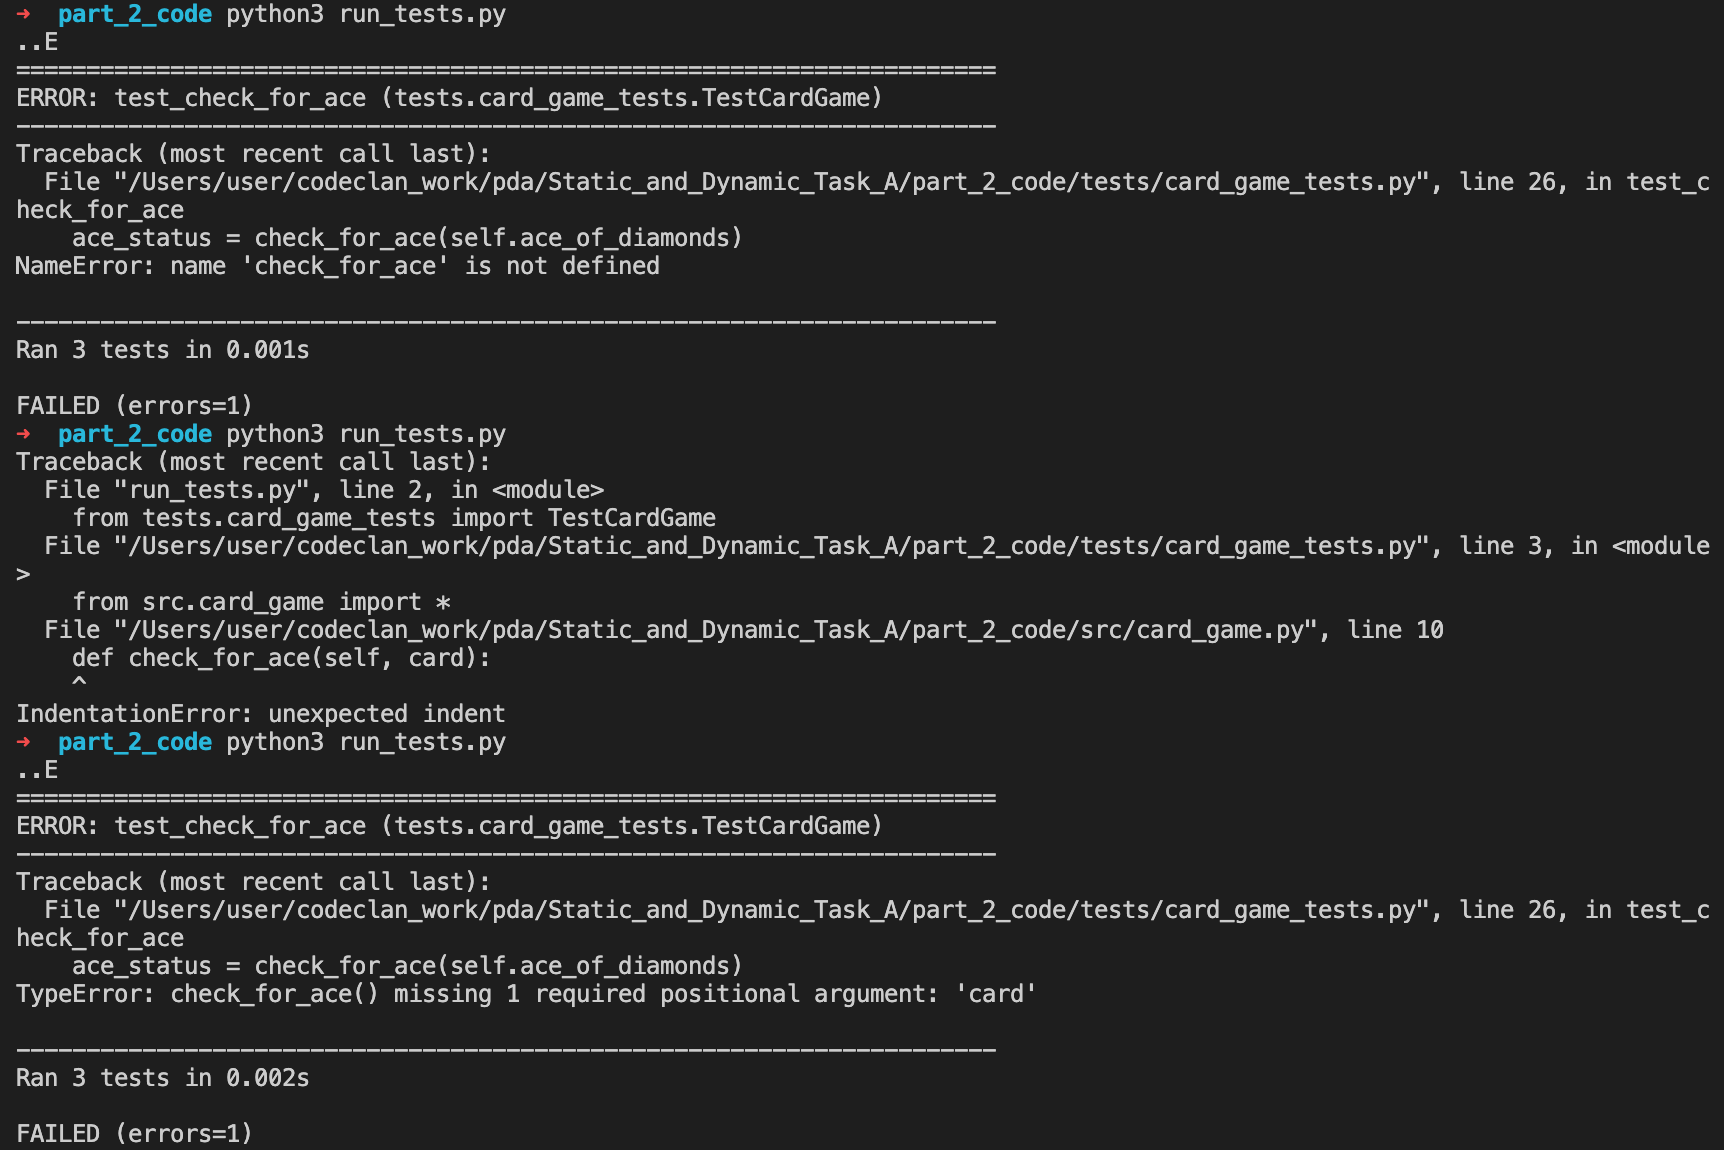 → part_2_code python3 run_tests.py
..E
======================================================================
ERROR: test_check_for_ace (tests.card_game_tests.TestCardGame)
----------------------------------------------------------------------
Traceback (most recent call last):
  File "/Users/user/codeclan_work/pda/Static_and_Dynamic_Task_A/part_2_code/tests/card_game_tests.py", line 26, in test_c
heck_for_ace
    ace_status = check_for_ace(self.ace_of_diamonds)
NameError: name 'check_for_ace' is not defined

----------------------------------------------------------------------
Ran 3 tests in 0.001s

FAILED (errors=1)
→ part_2_code python3 run_tests.py
Traceback (most recent call last):
  File "run_tests.py", line 2, in <module>
    from tests.card_game_tests import TestCardGame
  File "/Users/user/codeclan_work/pda/Static_and_Dynamic_Task_A/part_2_code/tests/card_game_tests.py", line 3, in <module
>
    from src.card_game import *
  File "/Users/user/codeclan_work/pda/Static_and_Dynamic_Task_A/part_2_code/src/card_game.py", line 10
    def check_for_ace(self, card):
    ^
IndentationError: unexpected indent
→ part_2_code python3 run_tests.py
..E
======================================================================
ERROR: test_check_for_ace (tests.card_game_tests.TestCardGame)
----------------------------------------------------------------------
Traceback (most recent call last):
  File "/Users/user/codeclan_work/pda/Static_and_Dynamic_Task_A/part_2_code/tests/card_game_tests.py", line 26, in test_c
heck_for_ace
    ace_status = check_for_ace(self.ace_of_diamonds)
TypeError: check_for_ace() missing 1 required positional argument: 'card'

----------------------------------------------------------------------
Ran 3 tests in 0.002s

FAILED (errors=1)